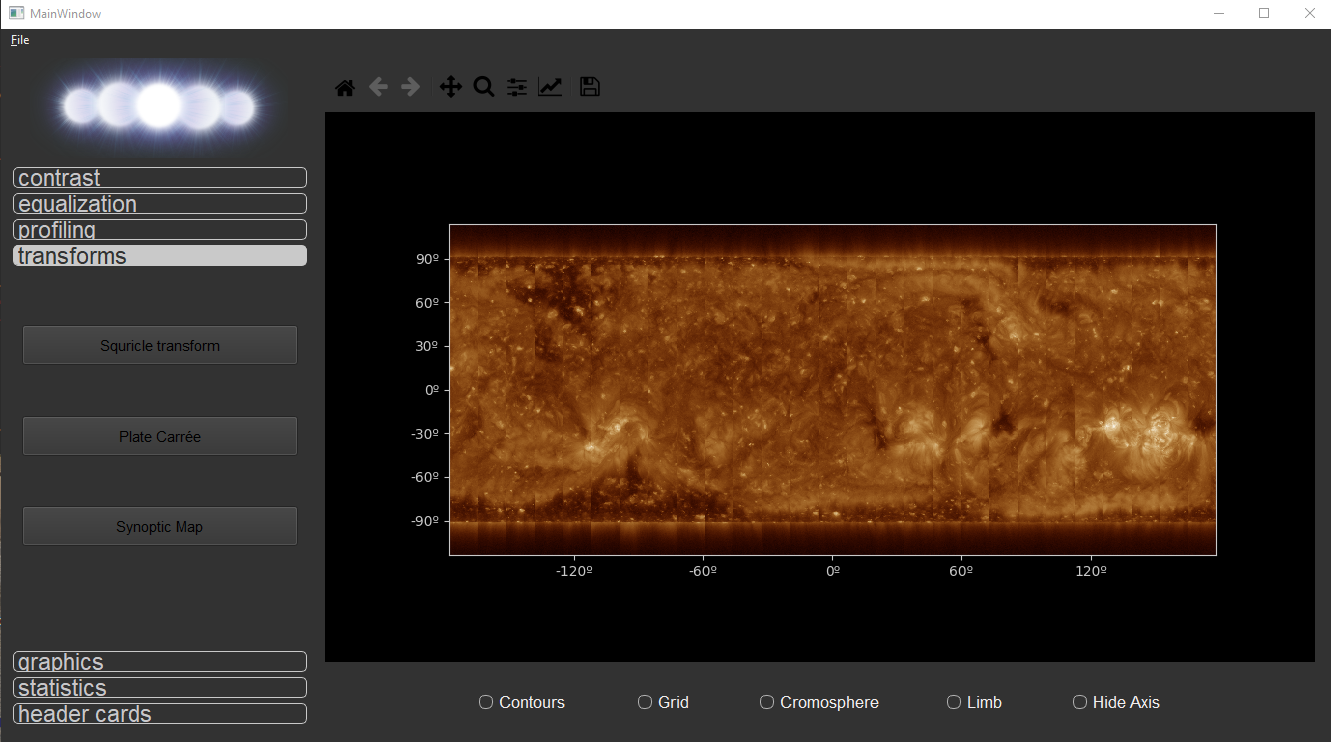 MainWindow
File
contrast
equalization
profiling
transforms
Squricle transform
Plate Carrée
Synoptic Map
graphics
statistics
header cards
90º
60º
30º
0º
-30º
-60º
-90º
-120º -60º 0º 60º 120º
Contours Grid Cromosphere Limb Hide Axis